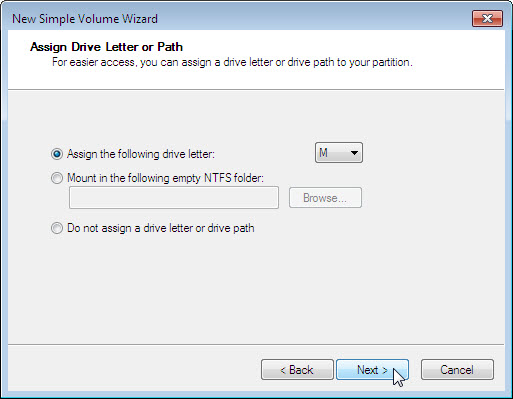 New Simple Volume Wizard
Assign Drive Letter or Path
For easier access, you can assign a drive letter or drive path to your partition.
Assign the following drive letter: M
Mount in the following empty NTFS folder:
Browse...
Do not assign a drive letter or drive path
< Back Next > Cancel